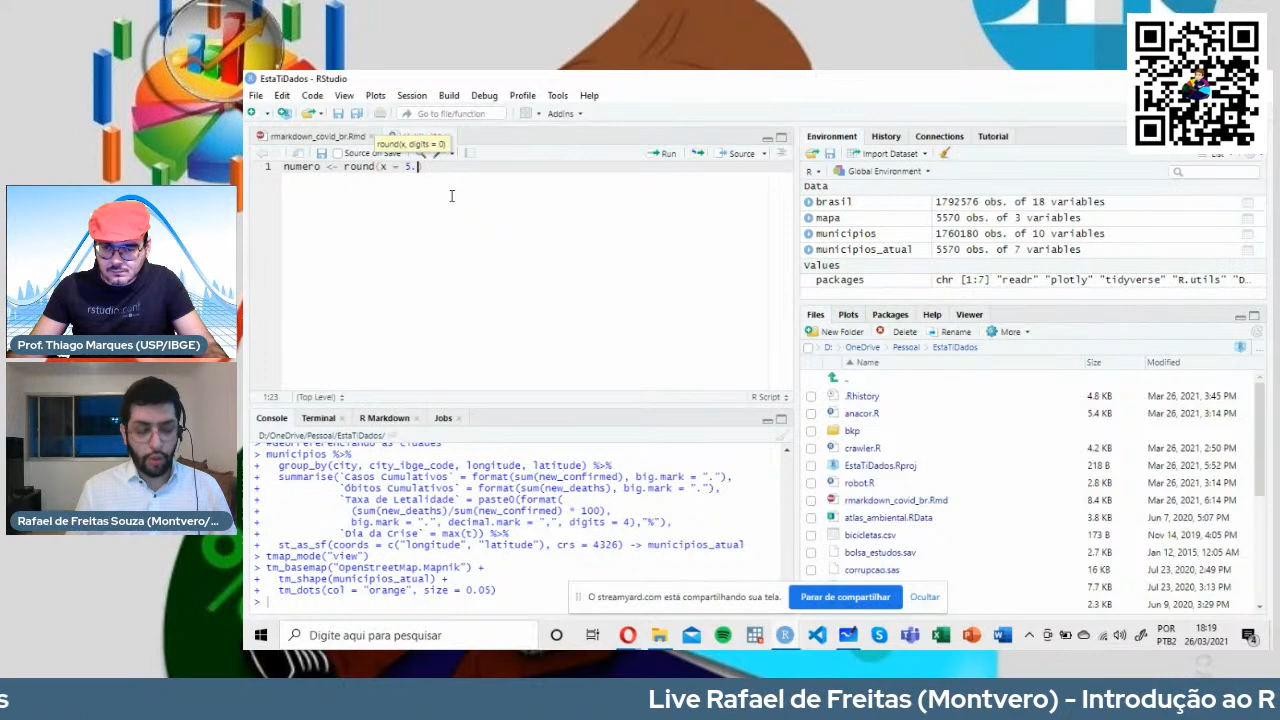 EstaTiDados - RStudio
File Edit Code View Plots Session Build Debug Profile Tools Help
Go to file/function
Addins
rmarkdown_covid_br.Rmd
round(x, digits = 0)
Source on Save
Run
Source
1 numero <- round(x = 5.)
1:23 (Top Level) R Script
Console Terminal R Markdown Jobs
D:/OneDrive/Pessoal/EstaTiDados/
> #Georeferenciando as cidades
> municipios %>%
+ group_by(city, city_ibge_code, longitude, latitude) %>%
+ summarise(`Casos Cumulativos` = format(sum(new_confirmed), big.mark = "."),
+ `Óbitos Cumulativos` = format(sum(new_deaths), big.mark = "."),
+ `Taxa de Letalidade` = paste0(format(
+ (sum(new_deaths)/sum(new_confirmed) * 100),
+ big.mark = ".", decimal.mark = ",", digits = 4),"%"),
+ `Dia da Crise` = max(t)) %>%
+ st_as_sf(coords = c("longitude", "latitude"), crs = 4326) -> municipios_atual
> tmap_mode("view")
> tm_basemap("OpenStreetMap.Mapnik") +
+ tm_shape(municipios_atual) +
+ tm_dots(col = "orange", size = 0.05)
>
Environment History Connections Tutorial
Import Dataset
List
R Global Environment
Data
brasil 1792576 obs. of 18 variables
mapa 5570 obs. of 3 variables
municipios 1760180 obs. of 10 variables
municipios_atual 5570 obs. of 7 variables
Values
packages chr [1:7] "readr" "plotly" "tidyverse" "R.utils" "D…
Files Plots Packages Help Viewer
New Folder Delete Rename More
D: OneDrive Pessoal EstaTiDados
Name Size Modified
..
.Rhistory 4.8 KB Mar 26, 2021, 3:45 PM
anacor.R 5.4 KB Mar 26, 2021, 3:14 PM
bkp
crawler.R 4.2 KB Mar 26, 2021, 2:50 PM
EstaTiDados.Rproj 218 B Mar 26, 2021, 5:52 PM
robot.R 2.6 KB Mar 26, 2021, 3:14 PM
rmarkdown_covid_br.Rmd 8.4 KB Mar 26, 2021, 6:14 PM
atlas_ambiental.RData 3.8 KB Jun 7, 2020, 5:07 PM
bicicletas.csv 173 B Nov 14, 2019, 4:05 PM
bolsa_estudos.sav 2.7 KB Jan 12, 2015, 12:05 AM
corrupcao.sas 16 KB Jul 23, 2020, 2:49 PM
7.7 KB Jul 23, 2020, 3:13 PM
2.3 KB Jun 9, 2020, 3:29 PM
O streamyard.com está compartilhando sua tela. Parar de compartilhar Ocultar
Digite aqui para pesquisar
POR
PTB2
18:19
26/03/2021
4
rstudio::conf
Prof. Thiago Marques (USP/IBGE)
Rafael de Freitas Souza (Montvero/...
s Live Rafael de Freitas (Montvero) - Introdução ao R